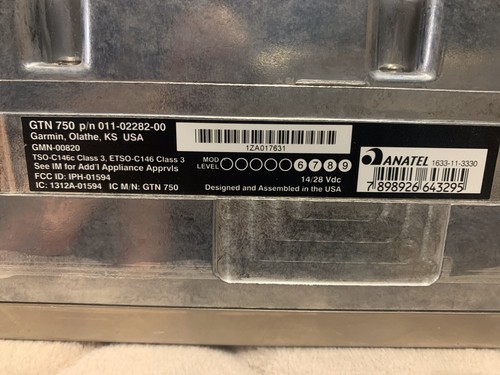 GTN 750 p/n 011-02282-00
Garmin, Olathe, KS USA
GMN-00820
TSO-C146c Class 3, ETSO-C146 Class 3
See IM for Add'l Appliance Apprvls
FCC ID: IPH-01594
IC: 1312A-01594 IC M/N: GTN 750
1ZA017631
MOD
LEVEL 6 7 8 9
14/28 Vdc
Designed and Assembled in USA
ANATEL 1633-11-3330
7 898926 643295